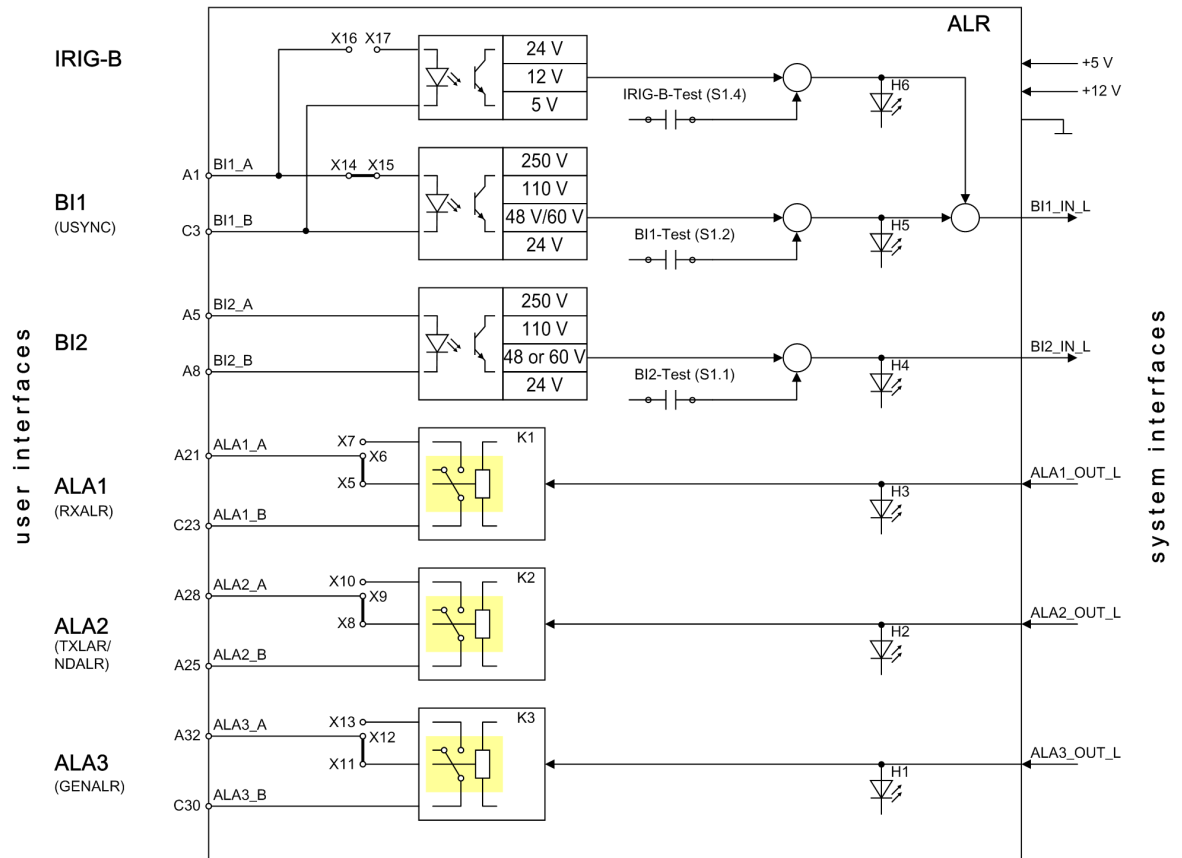 ALR
IRIG-B
X16 X17
24 V
12 V
5 V
IRIG-B-Test (S1.4)
H6
+5 V
+12 V
BI1
(USYNC)
A1
BI1_A
X14 X15
C3
BI1_B
250 V
110 V
48 V/60 V
24 V
BI1-Test (S1.2)
H5
BI1_IN_L
BI2
A5
BI2_A
A8
BI2_B
250 V
110 V
48 or 60 V
24 V
BI2-Test (S1.1)
H4
BI2_IN_L
user interfaces
system interfaces
ALA1
(RXALR)
A21
ALA1_A
X7
X6
X5
C23
ALA1_B
K1
H3
ALA1_OUT_L
ALA2
(TXLAR/
NDALR)
A28
ALA2_A
X10
X9
X8
A25
ALA2_B
K2
H2
ALA2_OUT_L
ALA3
(GENALR)
A32
ALA3_A
X13
X12
X11
C30
ALA3_B
K3
H1
ALA3_OUT_L